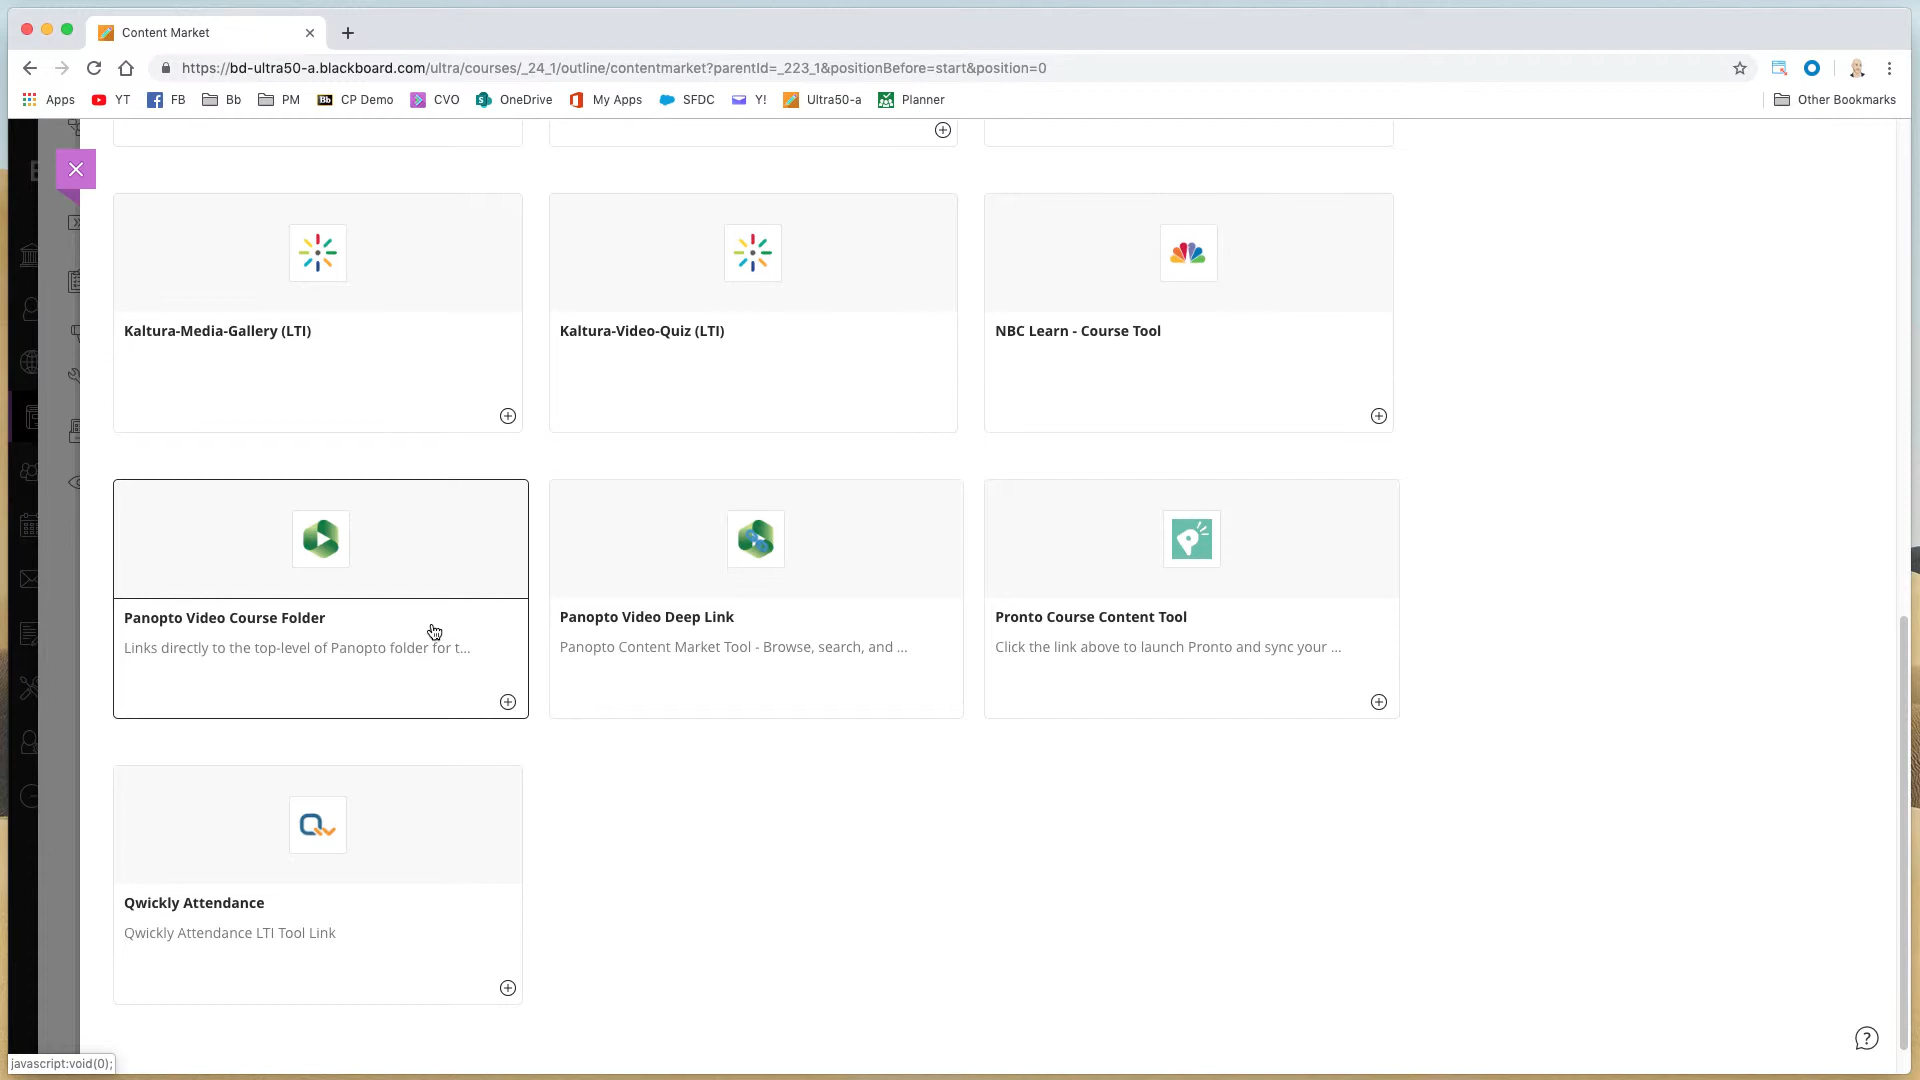 Content Market
https://bd-ultra50-a.blackboard.com/ultra/courses/_24_1/outline/contentmarket?parentId=_223_1&positionBefore=start&position=0
Apps YT FB Bb PM Bb CP Demo CVO OneDrive My Apps SFDC Y! Ultra50-a Planner Other Bookmarks
Kaltura-Media-Gallery (LTI) Kaltura-Video-Quiz (LTI) NBC Learn - Course Tool
Panopto Video Course Folder Panopto Video Deep Link Pronto Course Content Tool
Links directly to the top-level of Panopto folder for t... Panopto Content Market Tool - Browse, search, and ... Click the link above to launch Pronto and sync your ...
Qwickly Attendance
Qwickly Attendance LTI Tool Link
javascript:void(0);